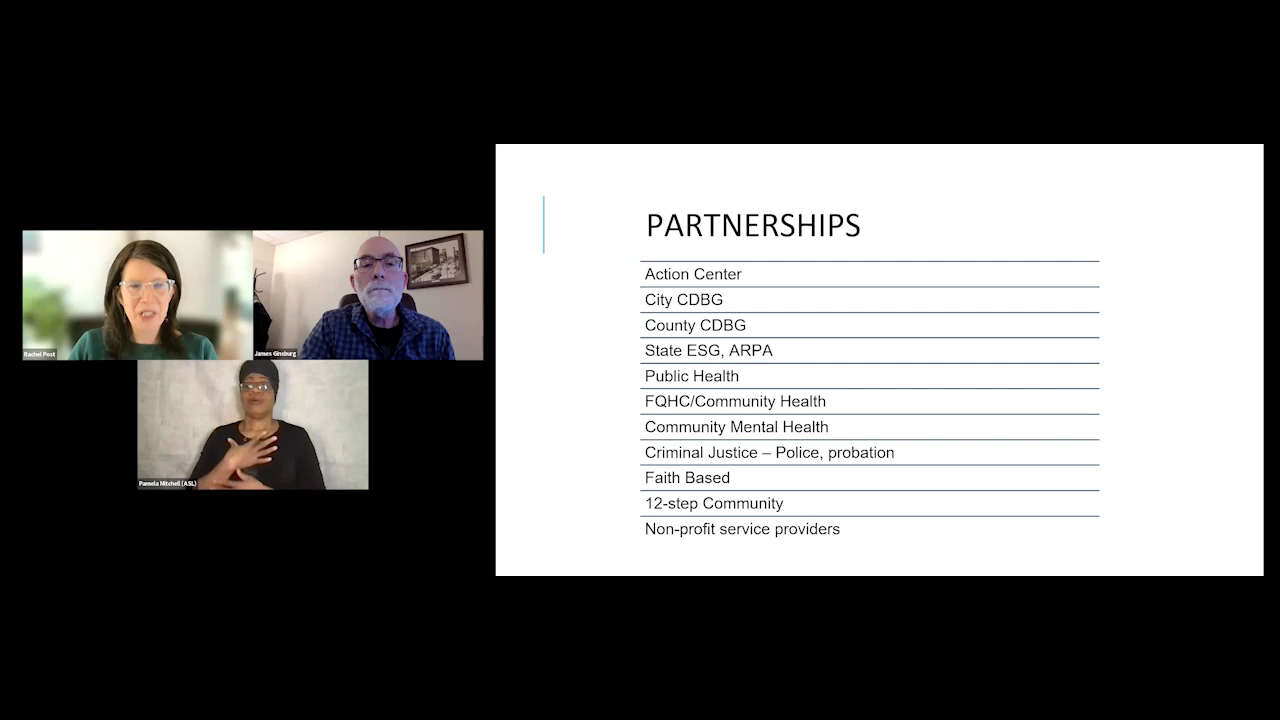 Rachel Post
James Ginsburg
Pamela Mitchell (ASL)
PARTNERSHIPS
Action Center
City CDBG
County CDBG
State ESG, ARPA
Public Health
FQHC/Community Health
Community Mental Health
Criminal Justice – Police, probation
Faith Based
12-step Community
Non-profit service providers